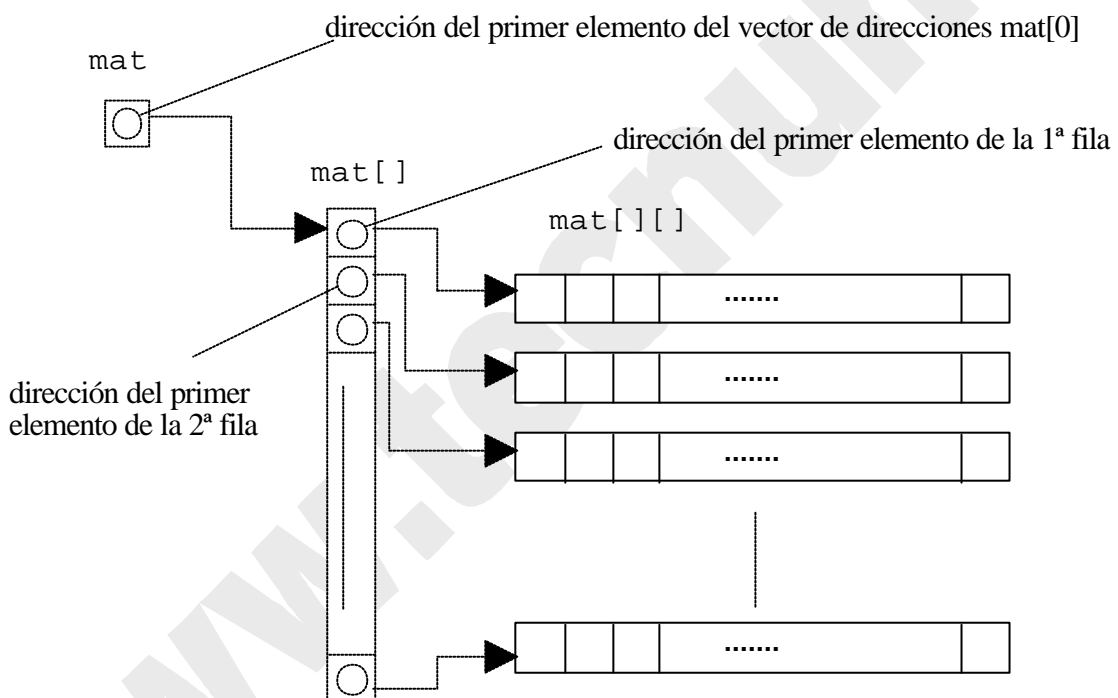 dirección del primer elemento del vector de direcciones mat[0]
mat
dirección del primer elemento de la 1ª fila
mat[]
mat[][]
.......
.......
dirección del primer
elemento de la 2ª fila
.......
.......